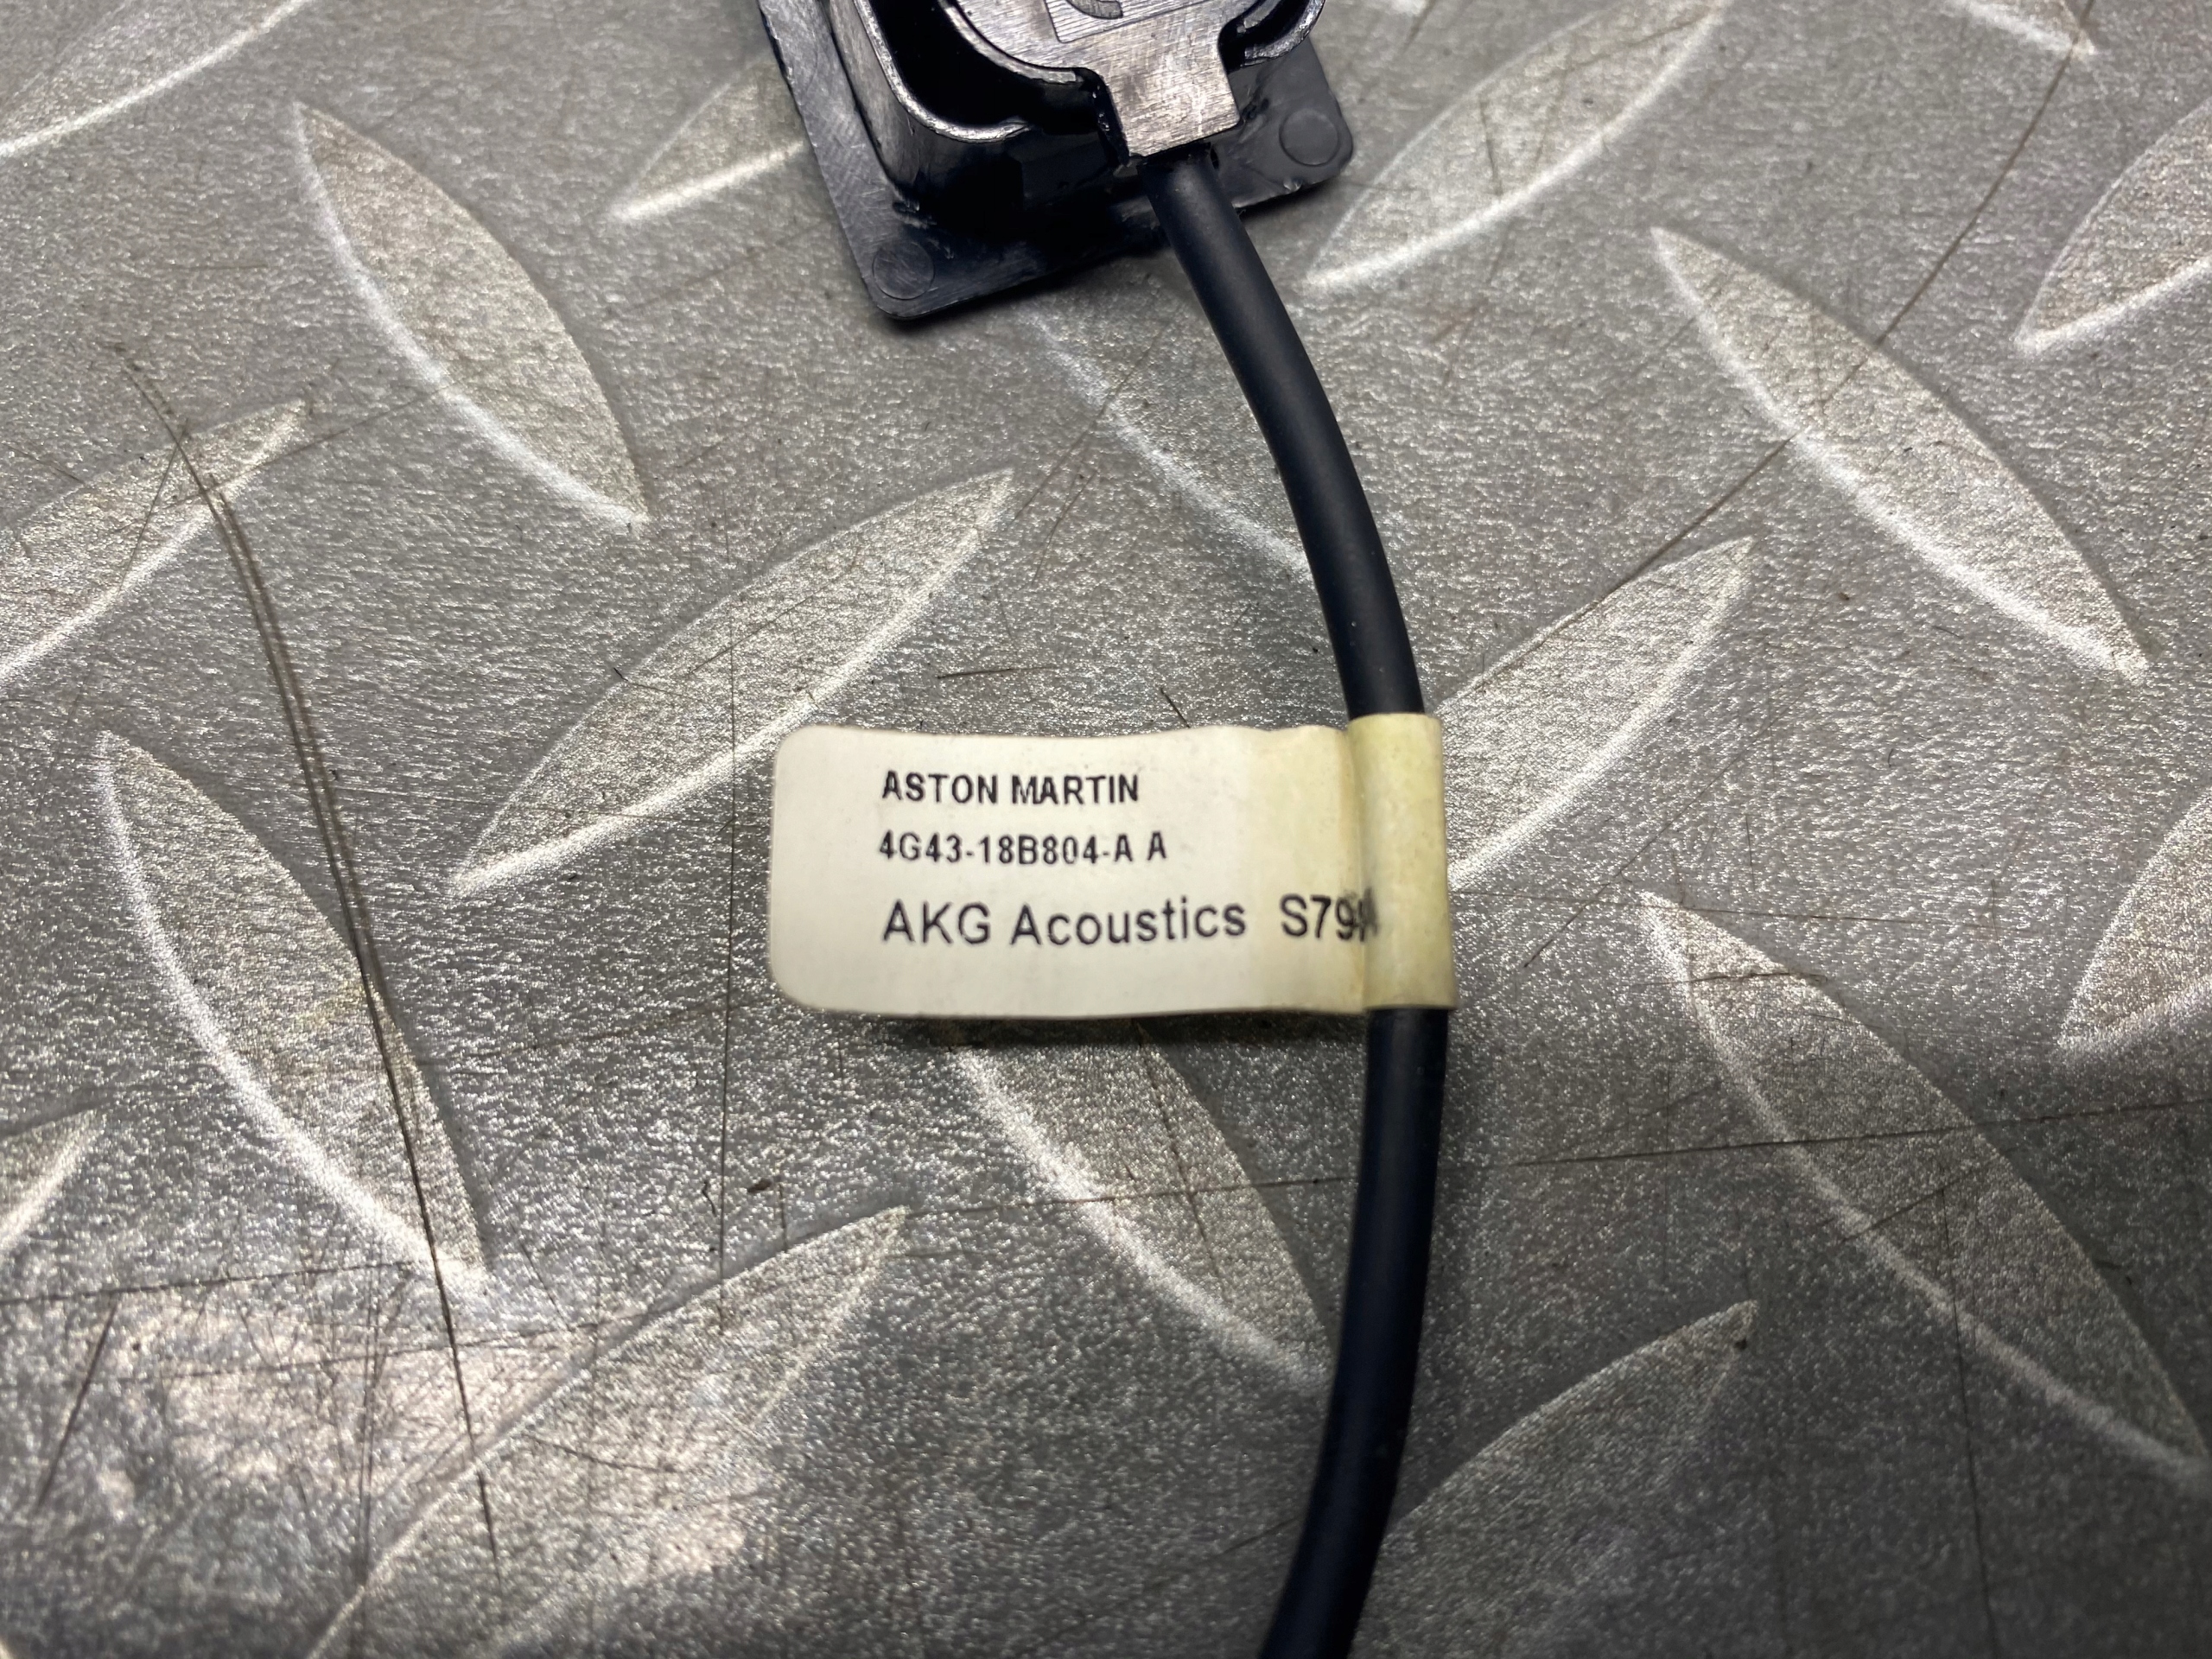 ASTON MARTIN
4G43-18B804-A A
AKG Acoustics